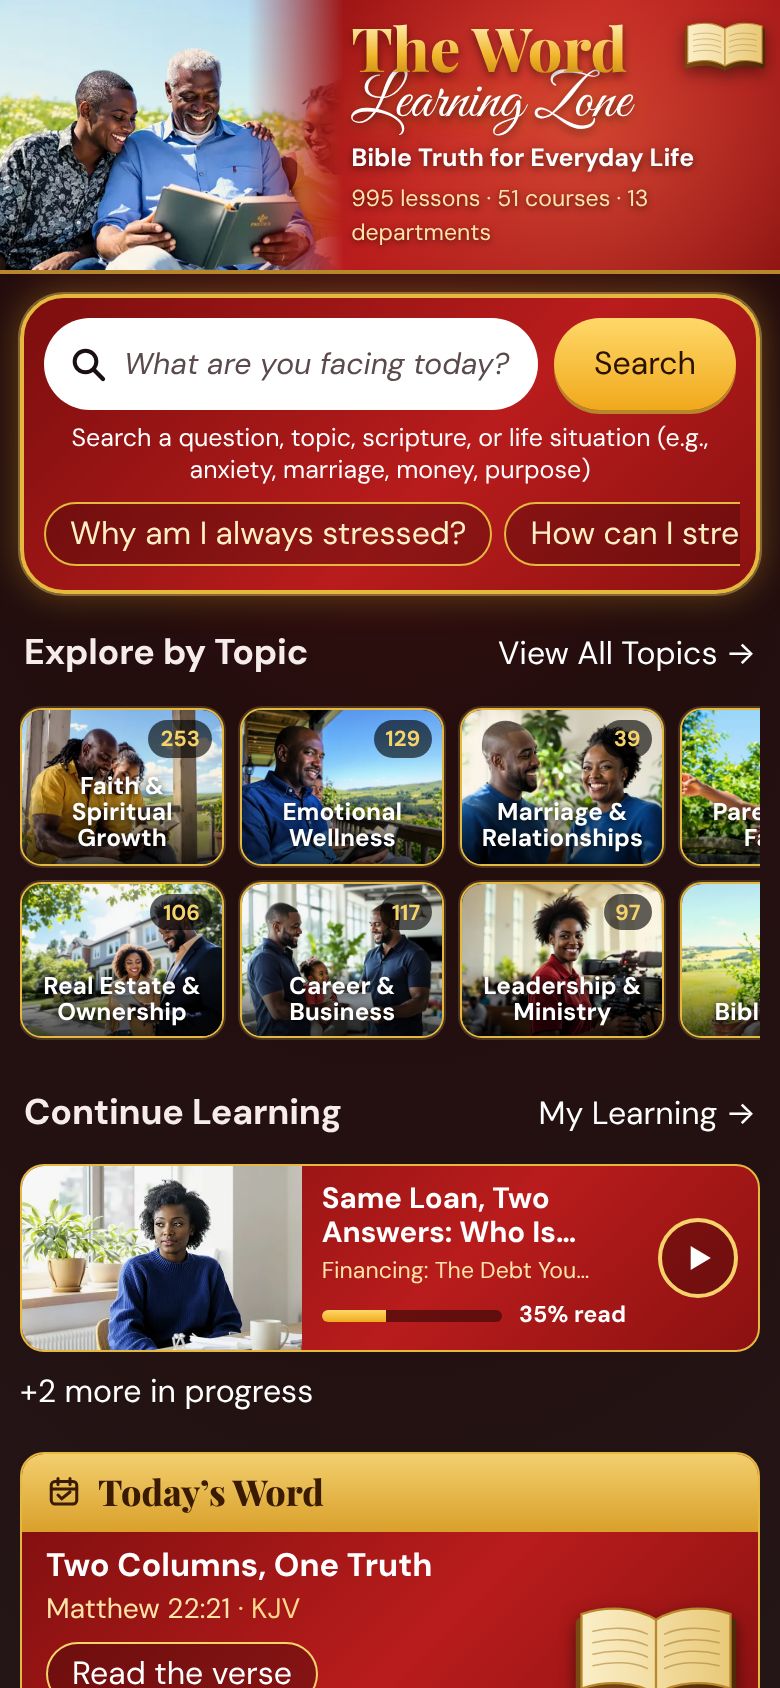 The Word
Learning Zone
Bible Truth for Everyday Life
995 lessons · 51 courses · 13
departments
What are you facing today?
Search
Search a question, topic, scripture, or life situation (e.g.,
anxiety, marriage, money, purpose)
Why am I always stressed?
How can I stre
Explore by Topic
View All Topics →
253
Faith &
Spiritual
Growth
129
Emotional
Wellness
39
Marriage &
Relationships
Pare
Fa
106
Real Estate &
Ownership
117
Career &
Business
97
Leadership &
Ministry
Bibl
Continue Learning
My Learning →
Same Loan, Two
Answers: Who Is...
Financing: The Debt You...
35% read
+2 more in progress
Today’s Word
Two Columns, One Truth
Matthew 22:21 · KJV
Read the verse